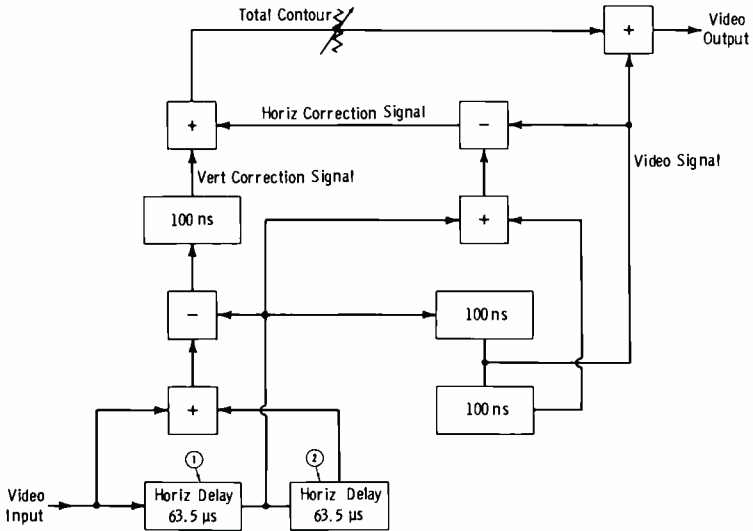 Total Contour
+
Video
Output
Horiz Correction Signal
+
-
Video Signal
Vert Correction Signal
100 ns
+
-
100 ns
+
100 ns
1
2
Video
Input
Horiz Delay
63.5 µs
Horiz Delay
63.5 µs